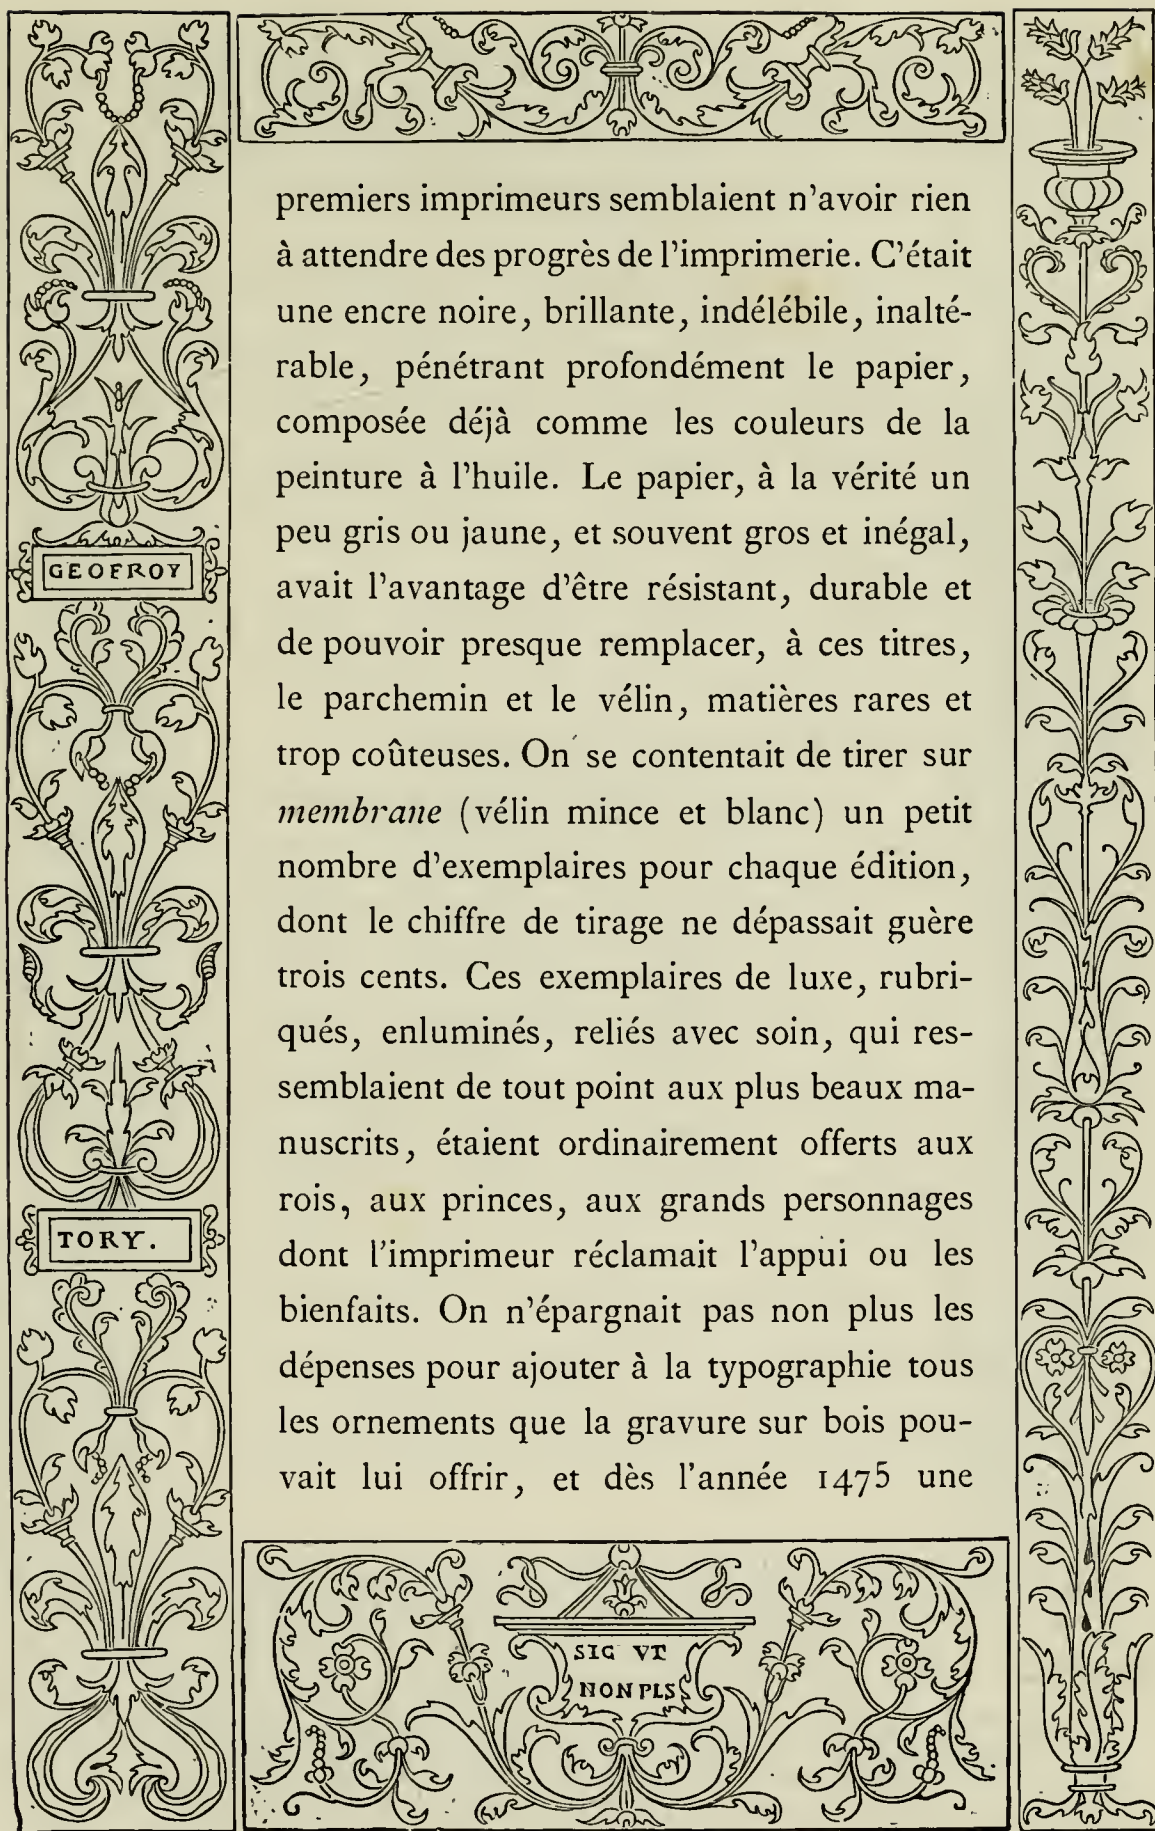 premiers imprimeurs semblaient n'avoir rien
à attendre des progrès de l'imprimerie. C'était
une encre noire, brillante, indélébile, inalté-
rable, pénétrant profondément le papier,
composée déjà comme les couleurs de la
peinture à l'huile. Le papier, à la vérité un
peu gris ou jaune, et souvent gros et inégal,
avait l'avantage d'être résistant, durable et
de pouvoir presque remplacer, à ces titres,
le parchemin et le vélin, matières rares et
trop coûteuses. On se contentait de tirer sur
membrane (vélin mince et blanc) un petit
nombre d'exemplaires pour chaque édition,
dont le chiffre de tirage ne dépassait guère
trois cents. Ces exemplaires de luxe, rubri-
qués, enluminés, reliés avec soin, qui res-
semblaient de tout point aux plus beaux ma-
nuscrits, étaient ordinairement offerts aux
rois, aux princes, aux grands personnages
dont l'imprimeur réclamait l'appui ou les
bienfaits. On n'épargnait pas non plus les
dépenses pour ajouter à la typographie tous
les ornements que la gravure sur bois pou-
vait lui offrir, et dès l'année 1475 une
GEOFROY
TORY.
SIC VT
NON PLS